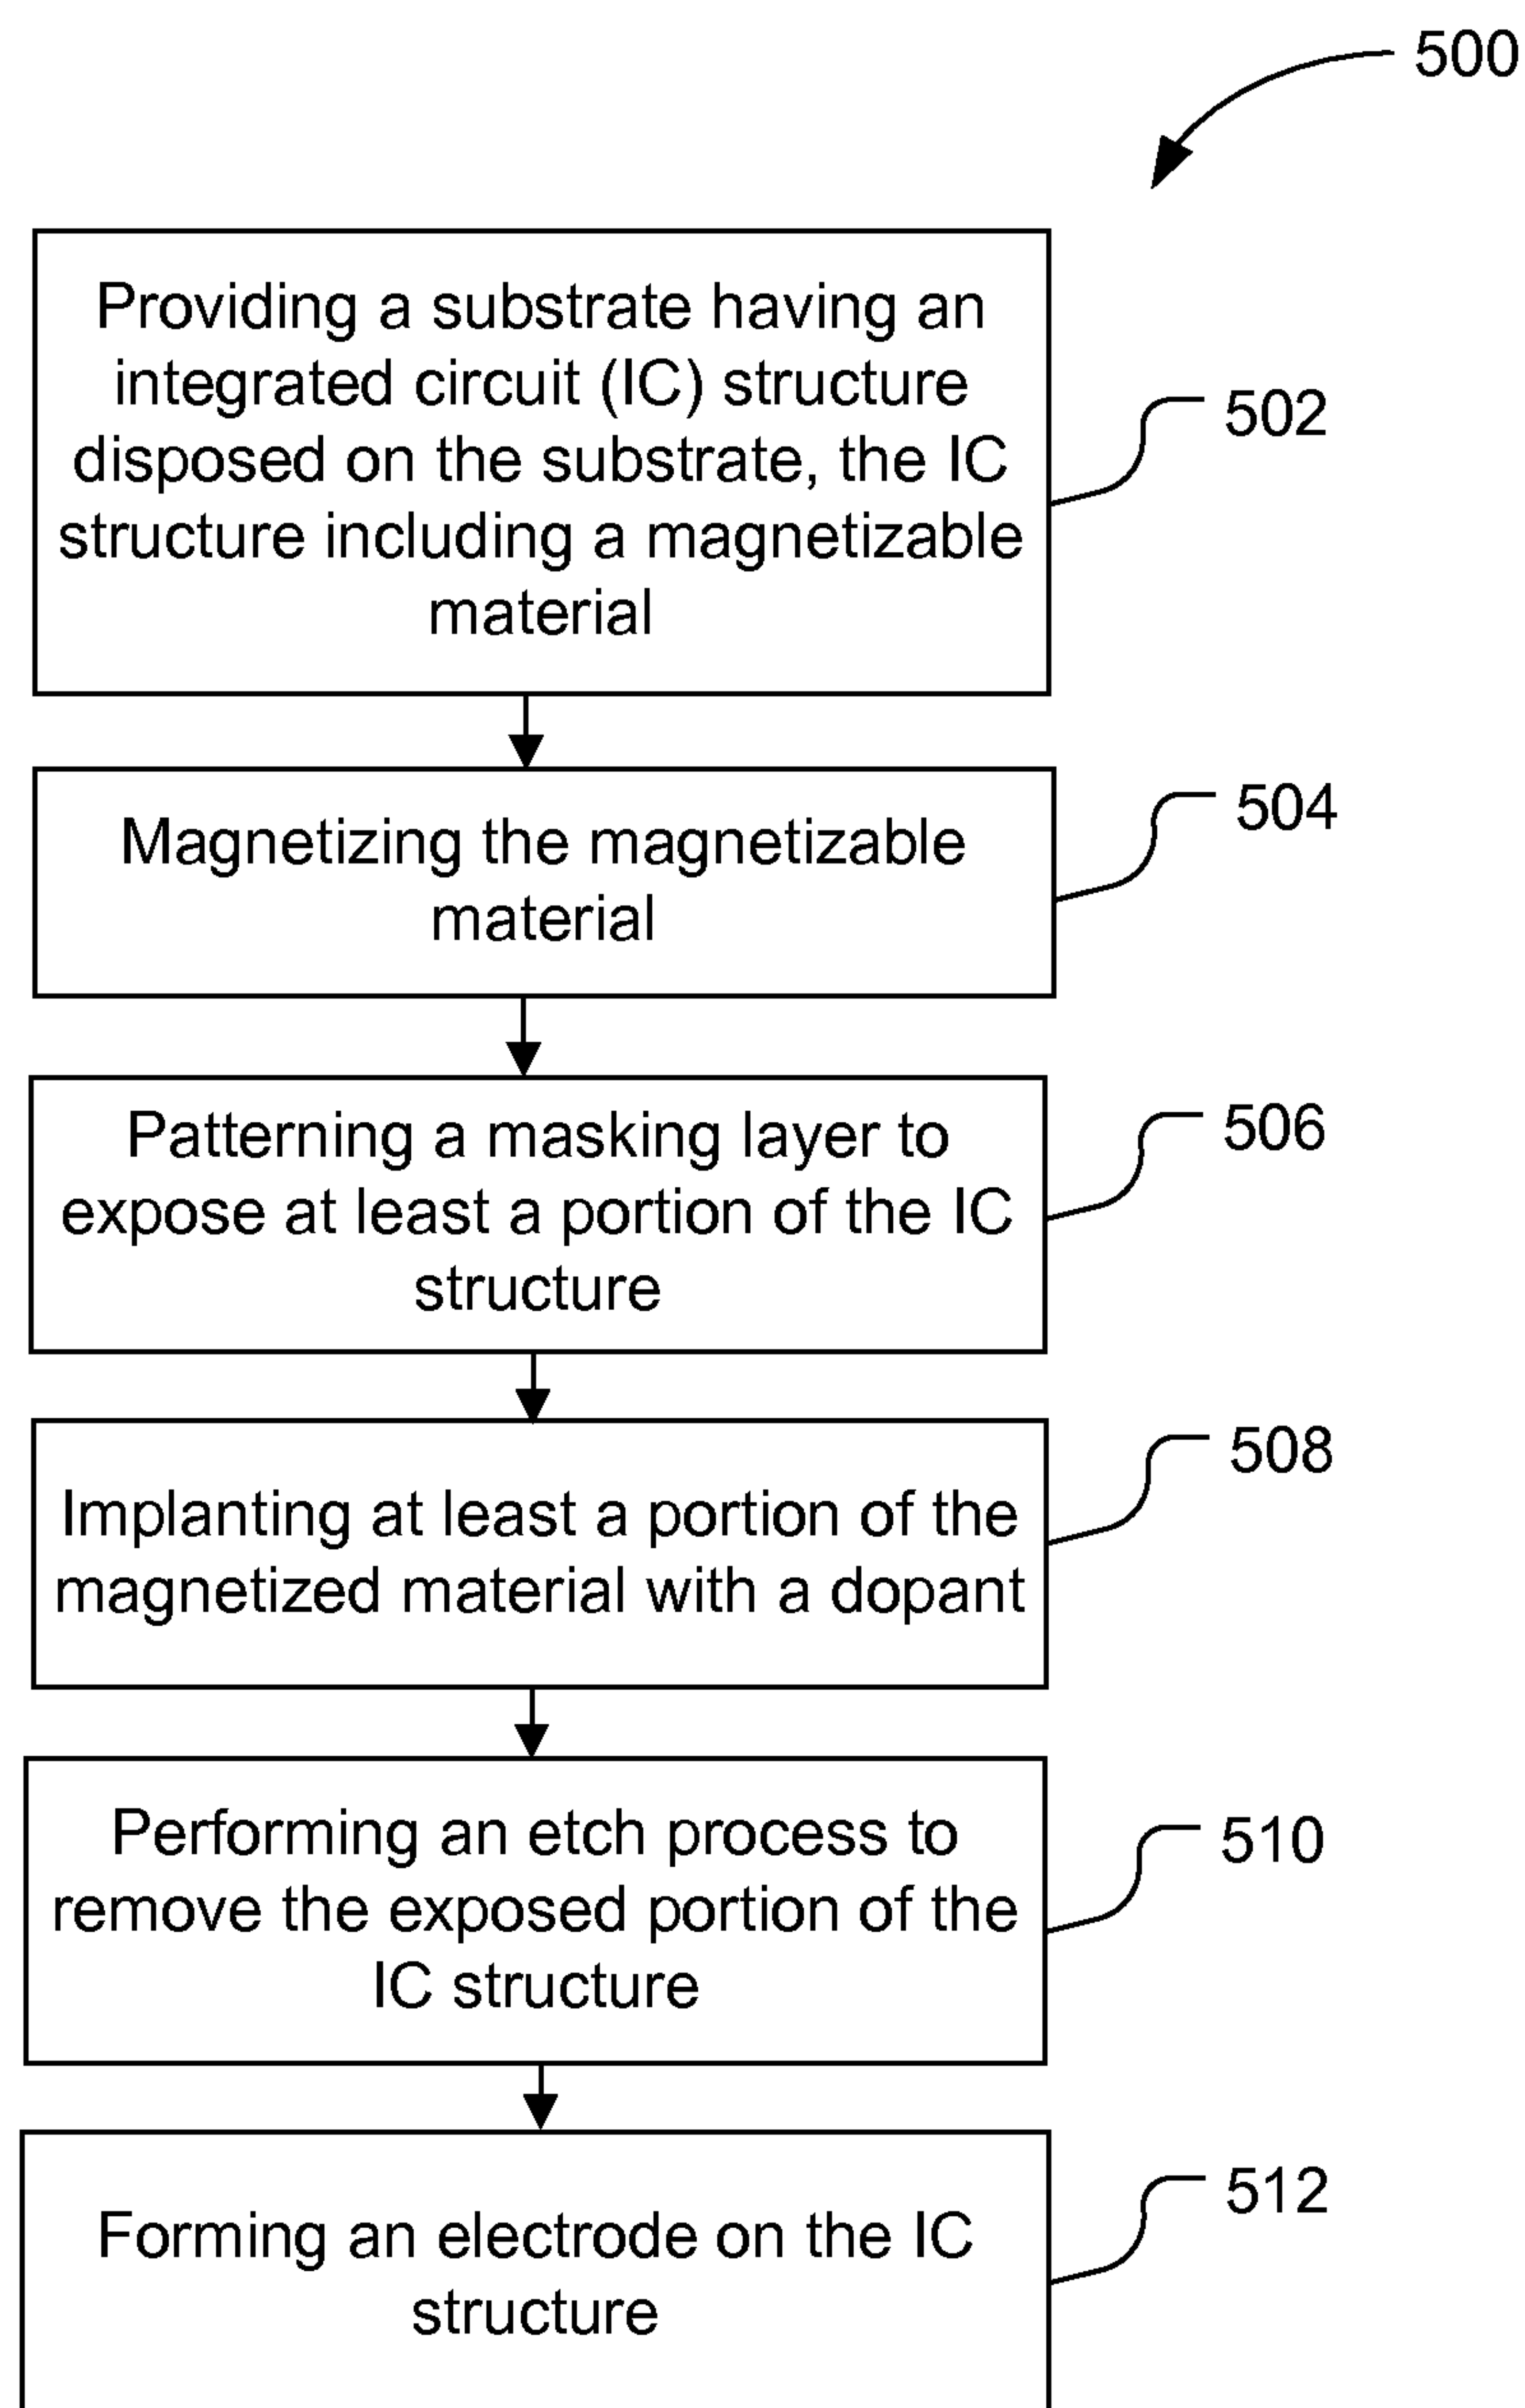 500
Providing a substrate having an
integrated circuit (IC) structure
disposed on the substrate, the IC
structure including a magnetizable
material
502
Magnetizing the magnetizable
material
504
Patterning a masking layer to
expose at least a portion of the IC
structure
506
Implanting at least a portion of the
magnetized material with a dopant
508
Performing an etch process to
remove the exposed portion of the
IC structure
510
Forming an electrode on the IC
structure
512